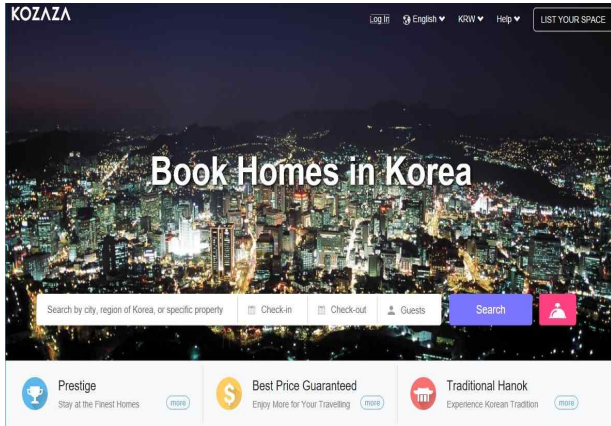 KOZAZA
Log In English KRW Help LIST YOUR SPACE
Book Homes in Korea
Search by city, region of Korea, or specific property Check-in Check-out Guests Search
Prestige
Stay at the Finest Homes more
Best Price Guaranteed
Enjoy More for Your Travelling more
Traditional Hanok
Experience Korean Tradition more